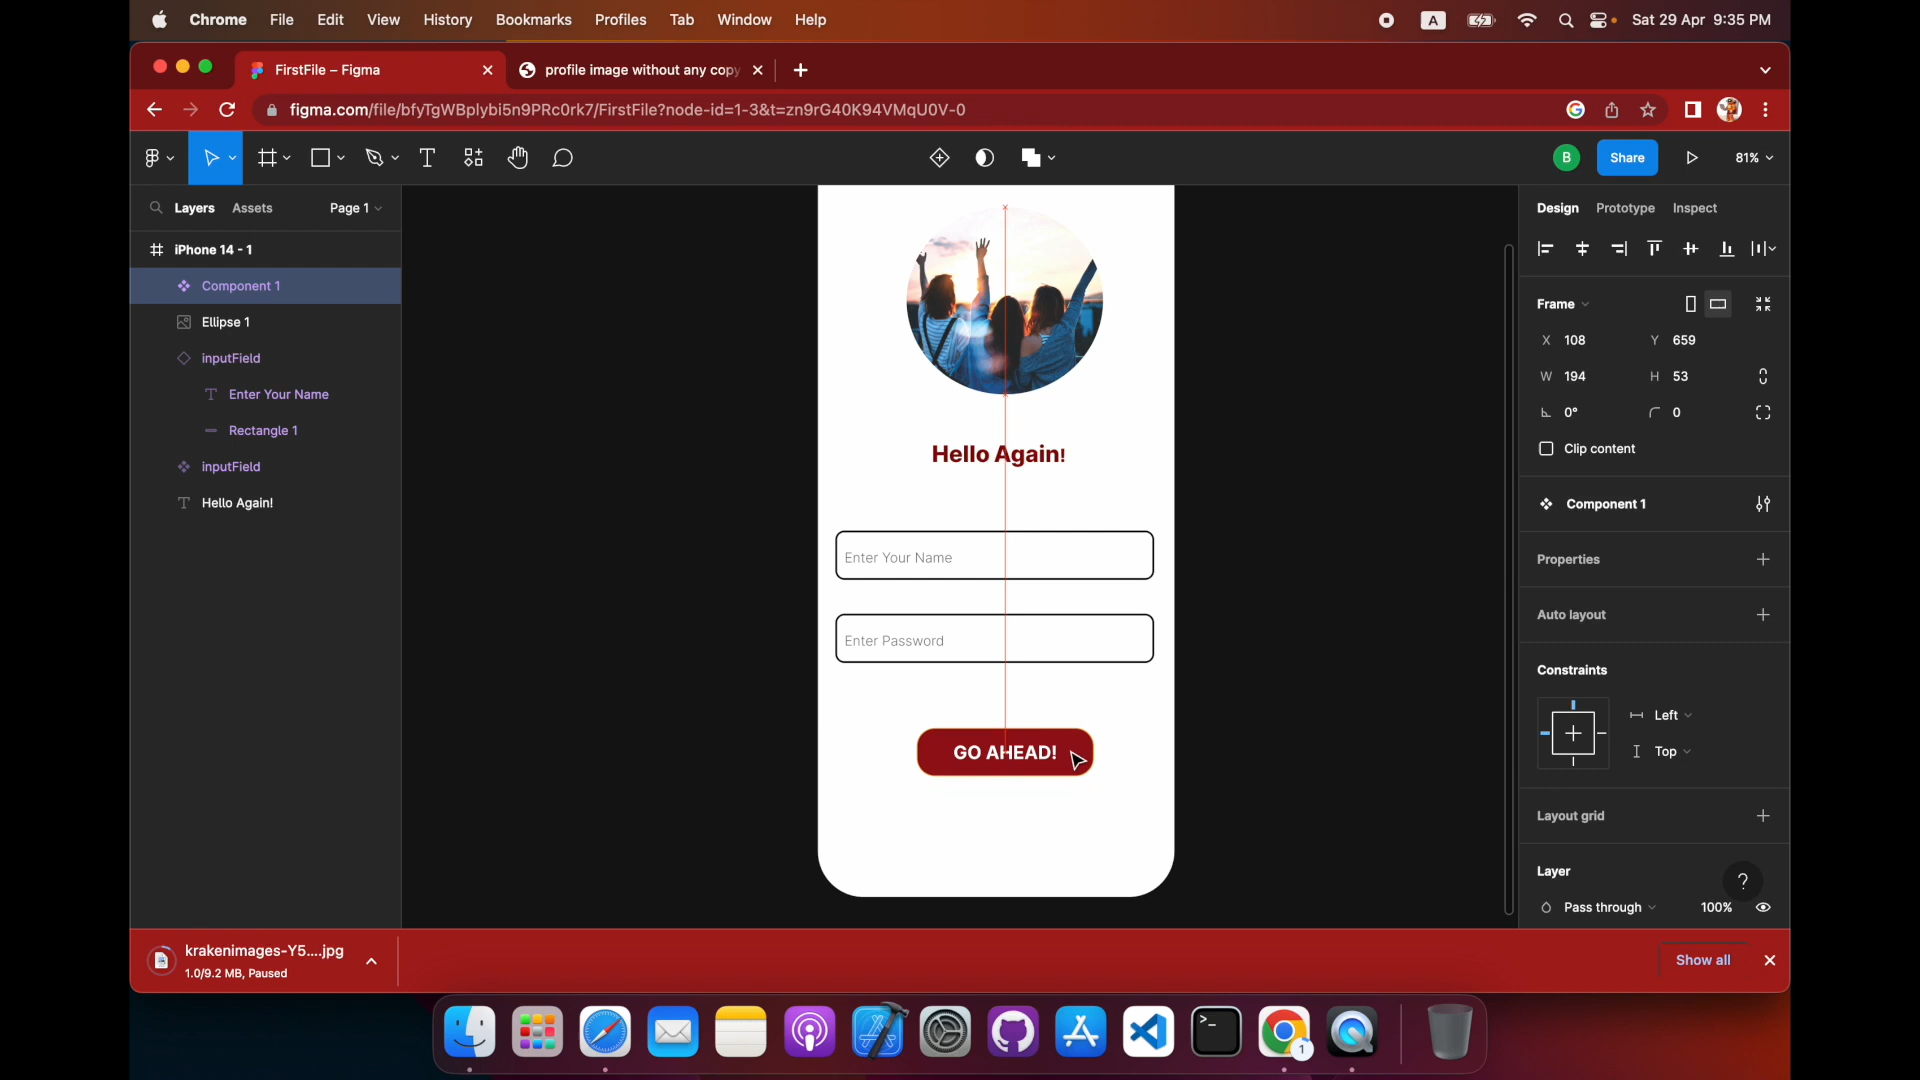 Chrome File Edit View History Bookmarks Profiles Tab Window Help
A
Sat 29 Apr 9:35 PM
FirstFile – Figma
profile image without any copy
figma.com/file/bfyTgWBplybi5n9PRc0rk7/FirstFile?node-id=1-3&t=zn9rG40K94VMqU0V-0
B
Share
81%
Layers Assets Page 1
Design Prototype Inspect
iPhone 14 - 1
Component 1
Ellipse 1
inputField
Enter Your Name
Rectangle 1
inputField
Hello Again!
Hello Again!
Enter Your Name
Enter Password
GO AHEAD!
Frame
X 108 Y 659
W 194 H 53
0° 0
Clip content
Component 1
Properties
Auto layout
Constraints
Left
Top
Layout grid
Layer
?
Pass through 100%
krakenimages-Y5....jpg
1.0/9.2 MB, Paused
Show all
1